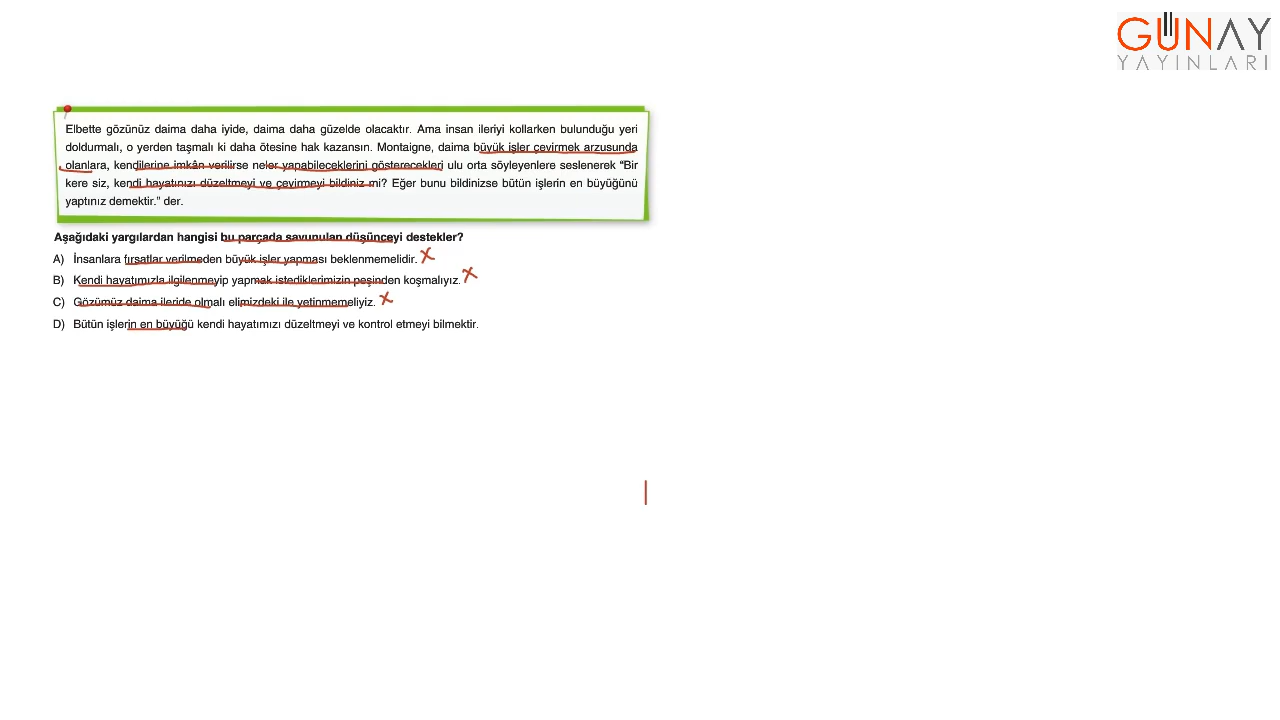 GÜNAY
YAYINLARI
Elbette gözünüz daima daha iyide, daima daha güzelde olacaktır. Ama insan ileriyi kollarken bulunduğu yeri
doldurmalı, o yerden taşmalı ki daha ötesine hak kazansın. Montaigne, daima büyük işler çevirmek arzusunda
olanlara, kendilerine imkân verilirse neler yapabileceklerini gösterecekleri ulu orta söyleyenlere seslenerek “Bir
kere siz, kendi hayatınızı düzeltmeyi ve çevirmeyi bildiniz mi? Eğer bunu bildinizse bütün işlerin en büyüğünü
yaptınız demektir.” der.
Aşağıdaki yargılardan hangisi bu parçada savunulan düşünceyi destekler?
A) İnsanlara fırsatlar verilmeden büyük işler yapması beklenmemelidir.
B) Kendi hayatımızla ilgilenmeyip yapmak istediklerimizin peşinden koşmalıyız.
C) Gözümüz daima ileride olmalı elimizdeki ile yetinmemeliyiz.
D) Bütün işlerin en büyüğü kendi hayatımızı düzeltmeyi ve kontrol etmeyi bilmektir.